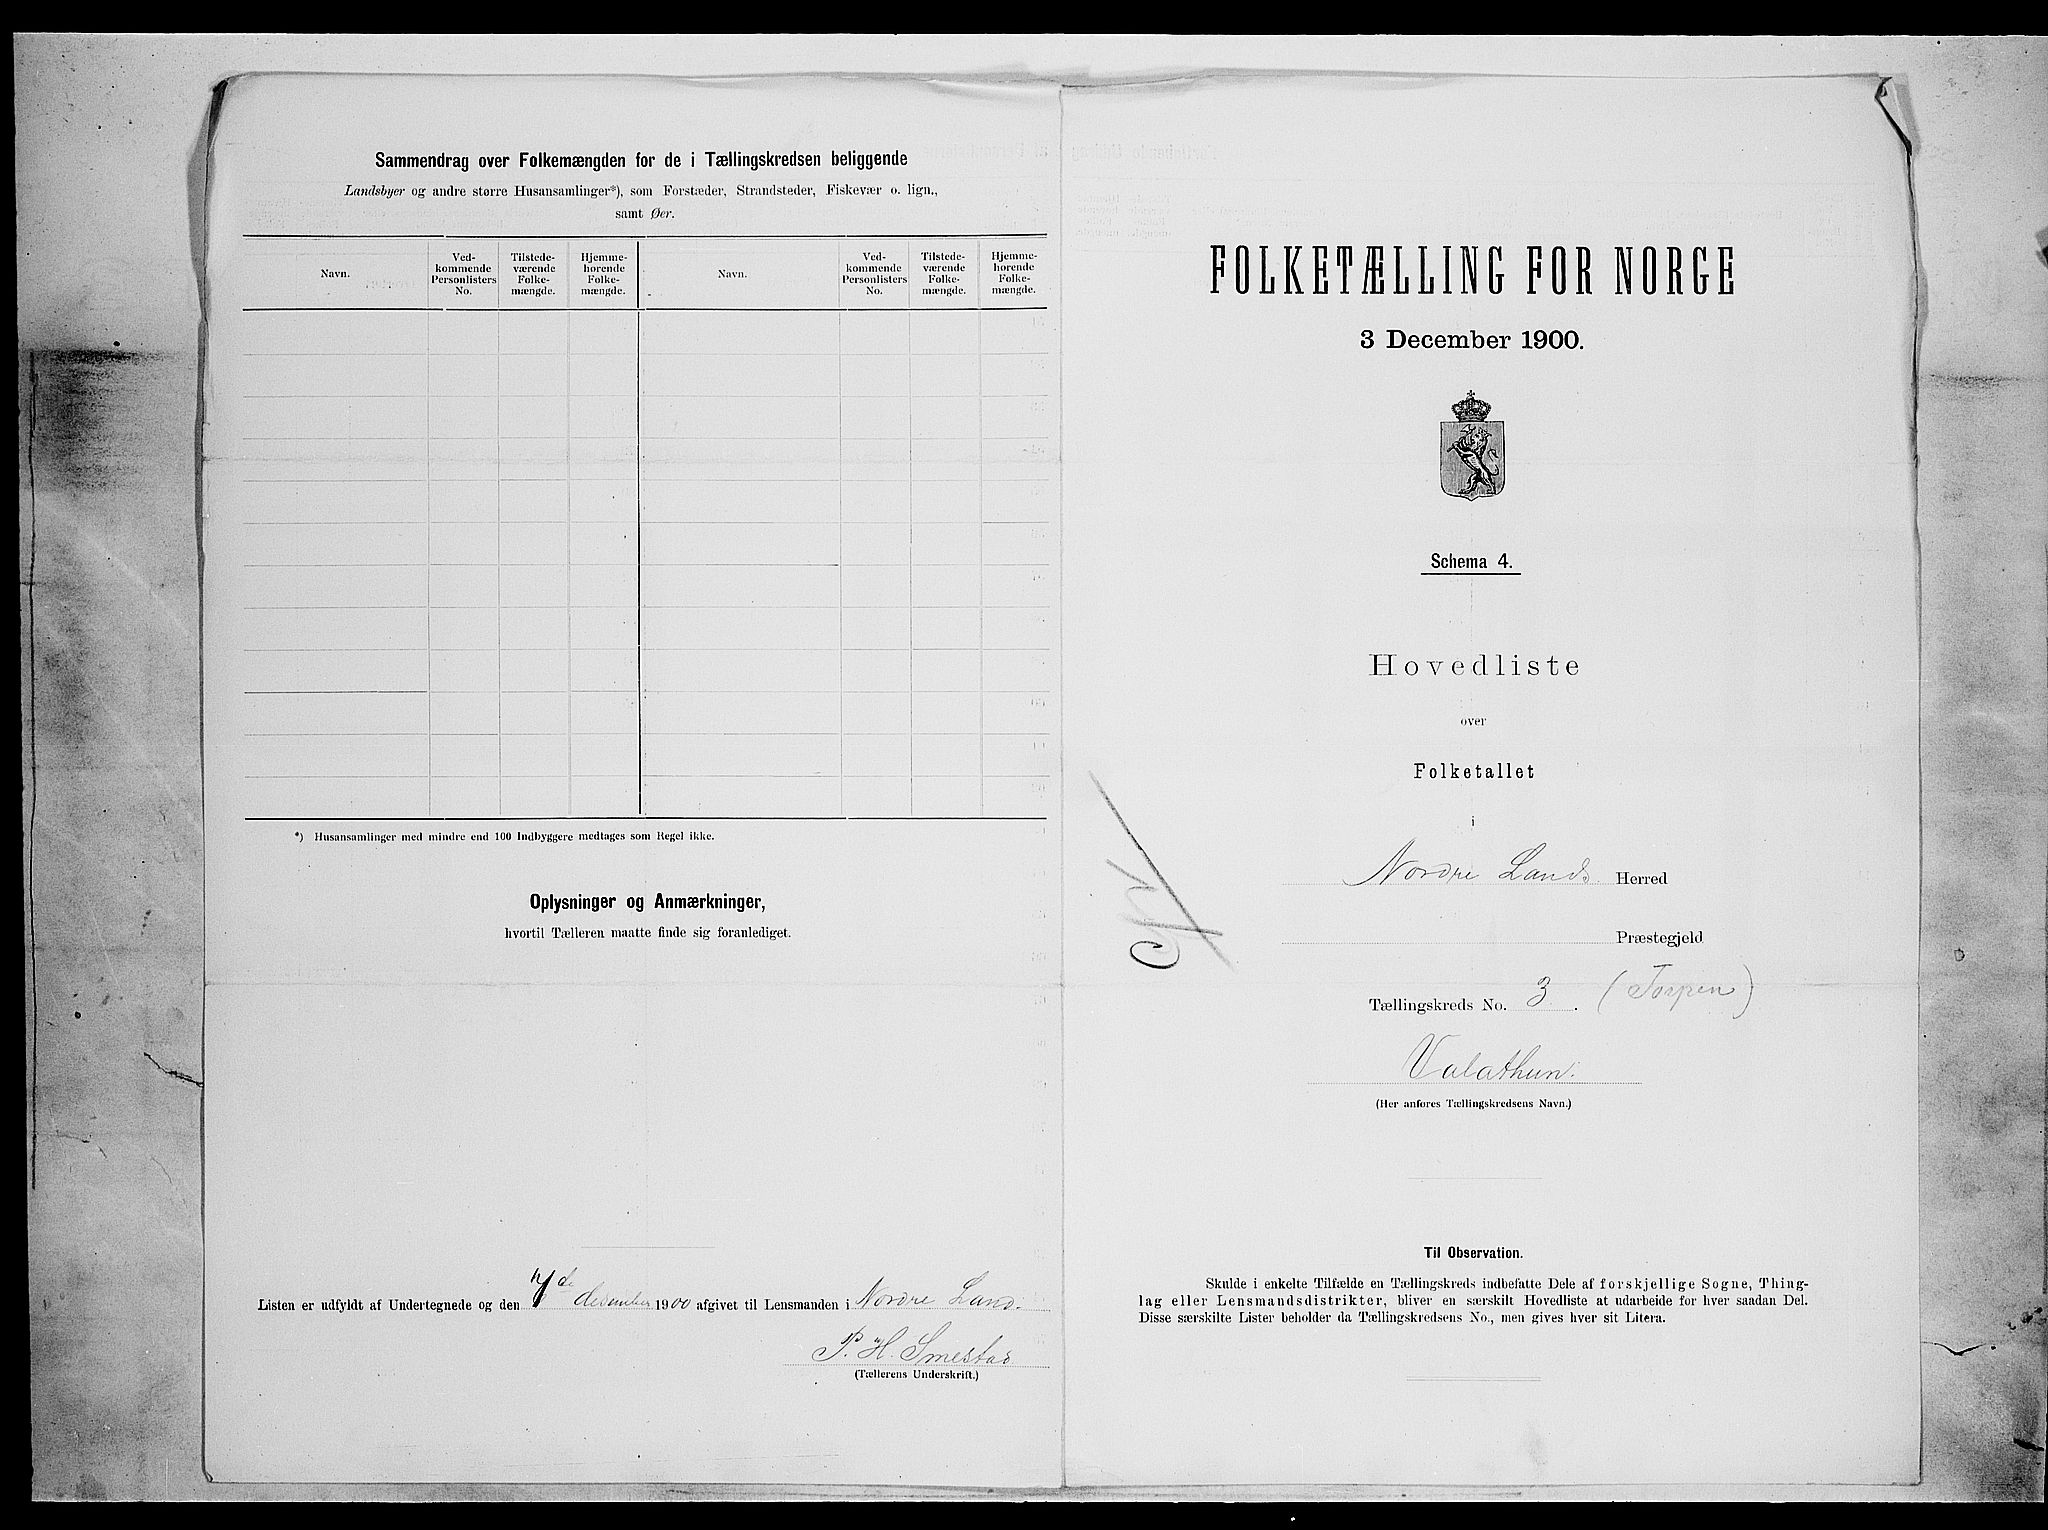 Sammendrag over Folkemængden for de i Tællingskredsen beliggende
Landsbyer og andre større Husansamlinger*), som Forstæder, Strandsteder, Fiskevær o. lign.,
samt Øer.
Navn.
Ved-
kommende
Personlisters
No.
Tilstede-
værende
Folke-
mængde.
Hjemme-
hørende
Folke-
mængde.
Navn.
Ved-
kommende
Personlisters
No.
Tilstede-
værende
Folke-
mængde.
Hjemme-
hørende
Folke-
mængde.
*) Husansamlinger med mindre end 100 Indbyggere medtages som Regel ikke.
Oplysninger og Anmærkninger,
hvortil Tælleren maatte finde sig foranlediget.
Listen er udfyldt af Undertegnede og den 7de desember 1900 afgivet til Lensmanden i Nordre Land.
P. H. Smestad
(Tællerens Underskrift.)
FOLKETÆLLING FOR NORGE
3 December 1900.
Schema 4.
Hovedliste
over
Folketallet
i
Nordre Lands Herred
Præstegjeld
Tællingskreds No. 3. (Torpen)
Valathun.
(Her anføres Tællingskredsens Navn.)
Til Observation.
Skulde i enkelte Tilfælde en Tællingskreds indbefatte Dele af forskjellige Sogne, Thing-
lag eller Lensmandsdistrikter, bliver en særskilt Hovedliste at udarbeide for hver saadan Del.
Disse særskilte Lister beholder da Tællingskredsens No., men gives hver sit Litera.